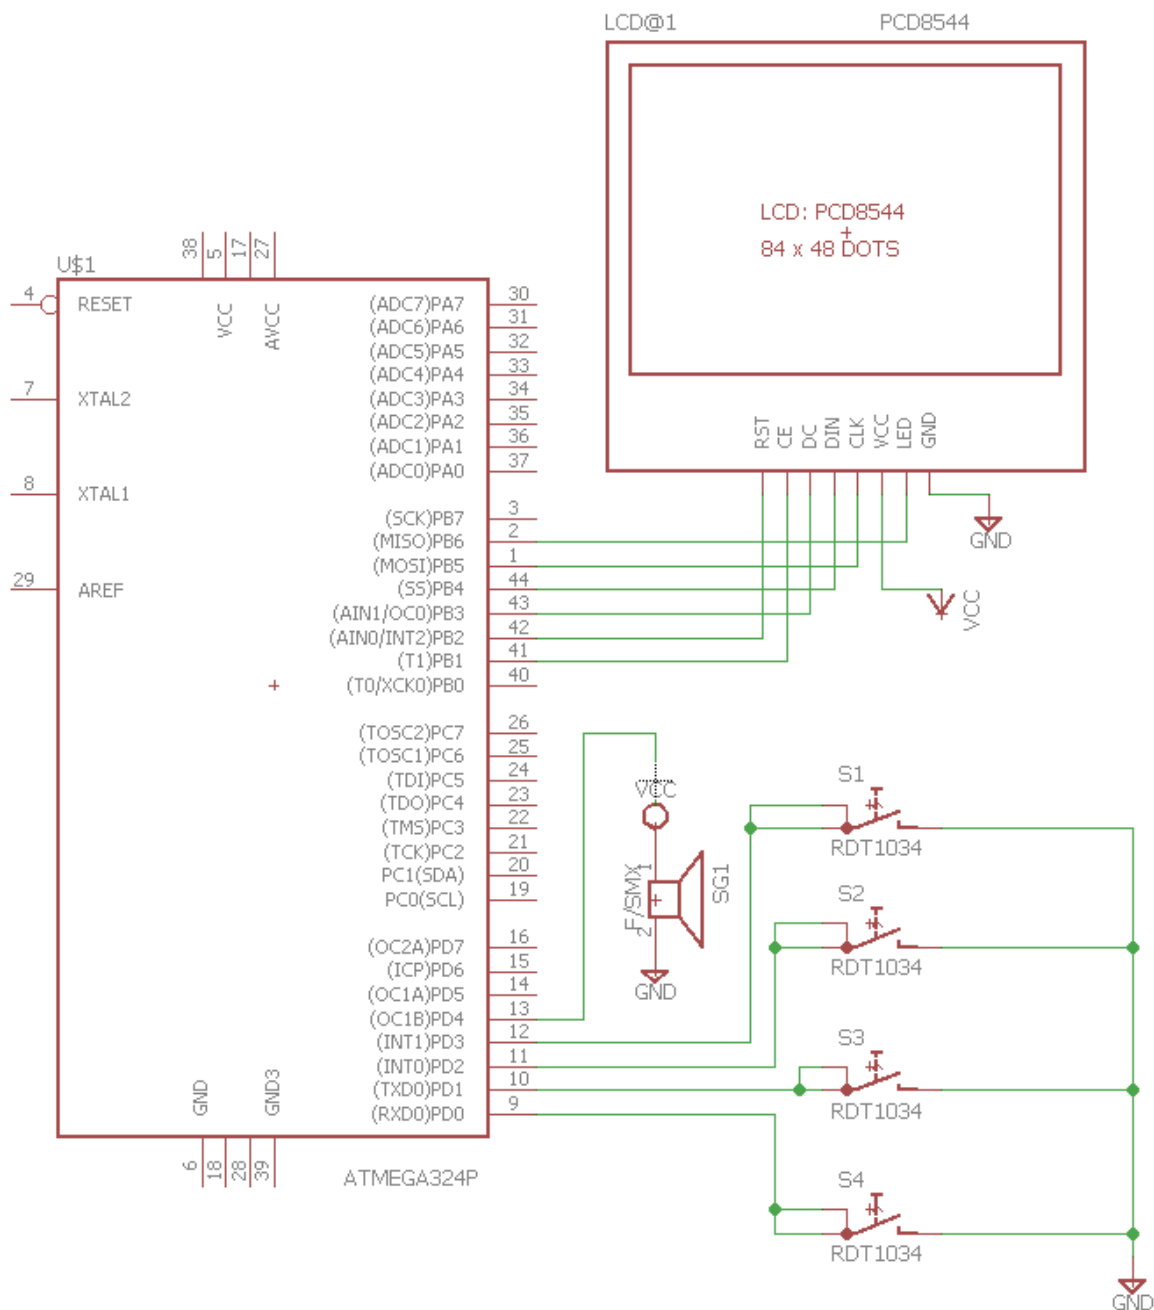 LCD@1
PCD8544
LCD: PCD8544
84 x 48 DOTS
RST
CE
DC
DIN
CLK
VCC
LED
GND
GND
VCC
U$1
38
5
17
27
VCC
AVCC
4
RESET
7
XTAL2
8
XTAL1
29
AREF
(ADC7)PA7 30
(ADC6)PA6 31
(ADC5)PA5 32
(ADC4)PA4 33
(ADC3)PA3 34
(ADC2)PA2 35
(ADC1)PA1 36
(ADC0)PA0 37
(SCK)PB7 3
(MISO)PB6 2
(MOSI)PB5 1
(SS)PB4 44
(AIN1/OC0)PB3 43
(AIN0/INT2)PB2 42
(T1)PB1 41
(T0/XCK0)PB0 40
(TOSC2)PC7 26
(TOSC1)PC6 25
(TDI)PC5 24
(TDO)PC4 23
(TMS)PC3 22
(TCK)PC2 21
PC1(SDA) 20
PC0(SCL) 19
(OC2A)PD7 16
(ICP)PD6 15
(OC1A)PD5 14
(OC1B)PD4 13
(INT1)PD3 12
(INT0)PD2 11
(TXD0)PD1 10
(RXD0)PD0 9
GND
GND3
6
18
28
39
ATMEGA324P
VCC
1
F/SMX
2
SG1
GND
S1
RDT1034
S2
RDT1034
S3
RDT1034
S4
RDT1034
GND